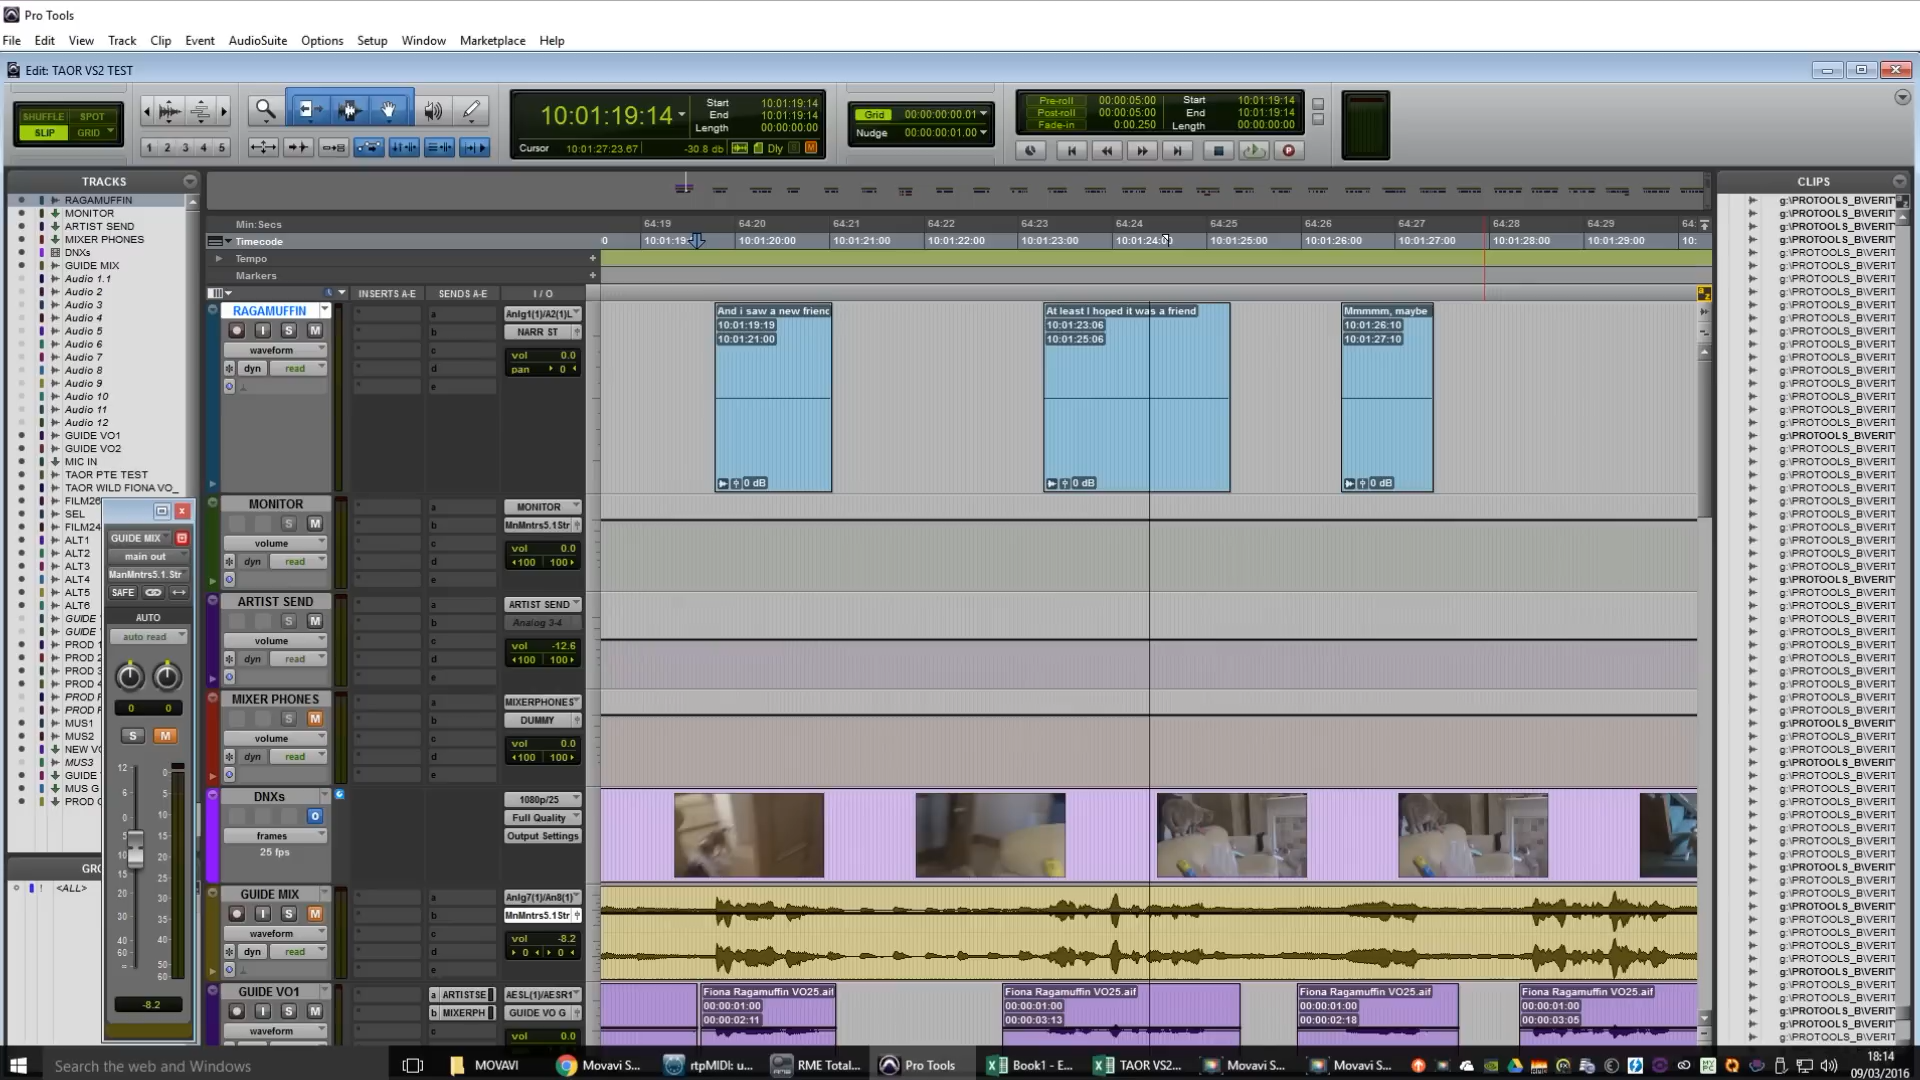 Pro Tools
File Edit View Track Clip Event AudioSuite Options Setup Window Marketplace Help
Edit: TAOR VS2 TEST
SHUFFLE SPOT
SLIP GRID
1 2 3 4 5
10:01:19:14
Start 10:01:19:14
End 10:01:19:14
Length 00:00:00:00
Cursor 10:01:27:23.67 -30.8 db Dly
Grid 00:00:00:00.01
Nudge 00:00:00:01.00
Pre-roll 00:00:05:00
Post-roll 00:00:05:00
Fade-in 0:00.250
Start 10:01:19:14
End 10:01:19:14
Length 00:00:00:00
TRACKS
RAGAMUFFIN
MONITOR
ARTIST SEND
MIXER PHONES
DNXs
GUIDE MIX
Audio 1.1
Audio 2
Audio 3
Audio 4
Audio 5
Audio 6
Audio 7
Audio 8
Audio 9
Audio 10
Audio 11
Audio 12
GUIDE VO1
GUIDE VO2
MIC IN
TAOR PTE TEST
TAOR WILD FIONA VO_
FILM26
SEL
FILM24
ALT1
ALT2
ALT3
ALT4
ALT5
ALT6
GUIDE
GUIDE
PROD 1
PROD 2
PROD 3
PROD 4
PROD F
PROD F
MUS1
MUS2
NEW VO
MUS3
GUIDE
MUS G
PROD C
GRO
<ALL>
GUIDE MIX
main out
ManMntrs5.1.Str
SAFE
AUTO
auto read
0 0
S M
12
6
0
5
10
15
20
30
40
60
0
5
10
15
20
25
30
35
40
50
60
-8.2
Min:Secs 64:19 64:20 64:21 64:22 64:23 64:24 64:25 64:26 64:27 64:28 64:29 64:
Timecode 0 10:01:19: 10:01:20:00 10:01:21:00 10:01:22:00 10:01:23:00 10:01:24:00 10:01:25:00 10:01:26:00 10:01:27:00 10:01:28:00 10:01:29:00 10:
Tempo
Markers
INSERTS A-E SENDS A-E I / O
RAGAMUFFIN
I S M
waveform
dyn read
a
b
c
d
e
Anlg1(1)/A2(1)L
NARR ST
vol 0.0
pan 0
And i saw a new frienc
10:01:19:19
10:01:21:00
0 dB
At least I hoped it was a friend
10:01:23:06
10:01:25:06
0 dB
Mmmmm, maybe
10:01:26:10
10:01:27:10
0 dB
MONITOR
S M
volume
dyn read
a
b
c
d
e
MONITOR
MnMntrs5.1Str
vol 0.0
100 100
ARTIST SEND
S M
volume
dyn read
a
b
c
d
e
ARTIST SEND
Analog 3-4
vol -12.6
100 100
MIXER PHONES
S M
volume
dyn read
a
b
c
d
e
MIXERPHONES
DUMMY
vol 0.0
100 100
DNXs
frames
25 fps
1080p/25
Full Quality
Output Settings
GUIDE MIX
I S M
waveform
dyn read
a
b
c
d
e
Anlg7(1)/An8(1)
MnMntrs5.1Str
vol -8.2
0 0
GUIDE VO1
I S M
waveform
a ARTISTSE
b MIXERPH
AESL(1)/AESR1
GUIDE VO G
vol 0.0
Fiona Ragamuffin VO25.aif
00:00:01:00
00:00:02:11
Fiona Ragamuffin VO25.aif
00:00:01:00
00:00:03:13
Fiona Ragamuffin VO25.aif
00:00:01:00
00:00:02:18
Fiona Ragamuffin VO25.aif
00:00:01:00
00:00:03:05
CLIPS
g:\PROTOOLS_B\VERIT
Search the web and Windows
MOVAVI
Movavi S...
rtpMIDI: u...
RME Total...
Pro Tools
Book1 - E...
TAOR VS2...
Movavi S...
Movavi S...
18:14
09/03/2016